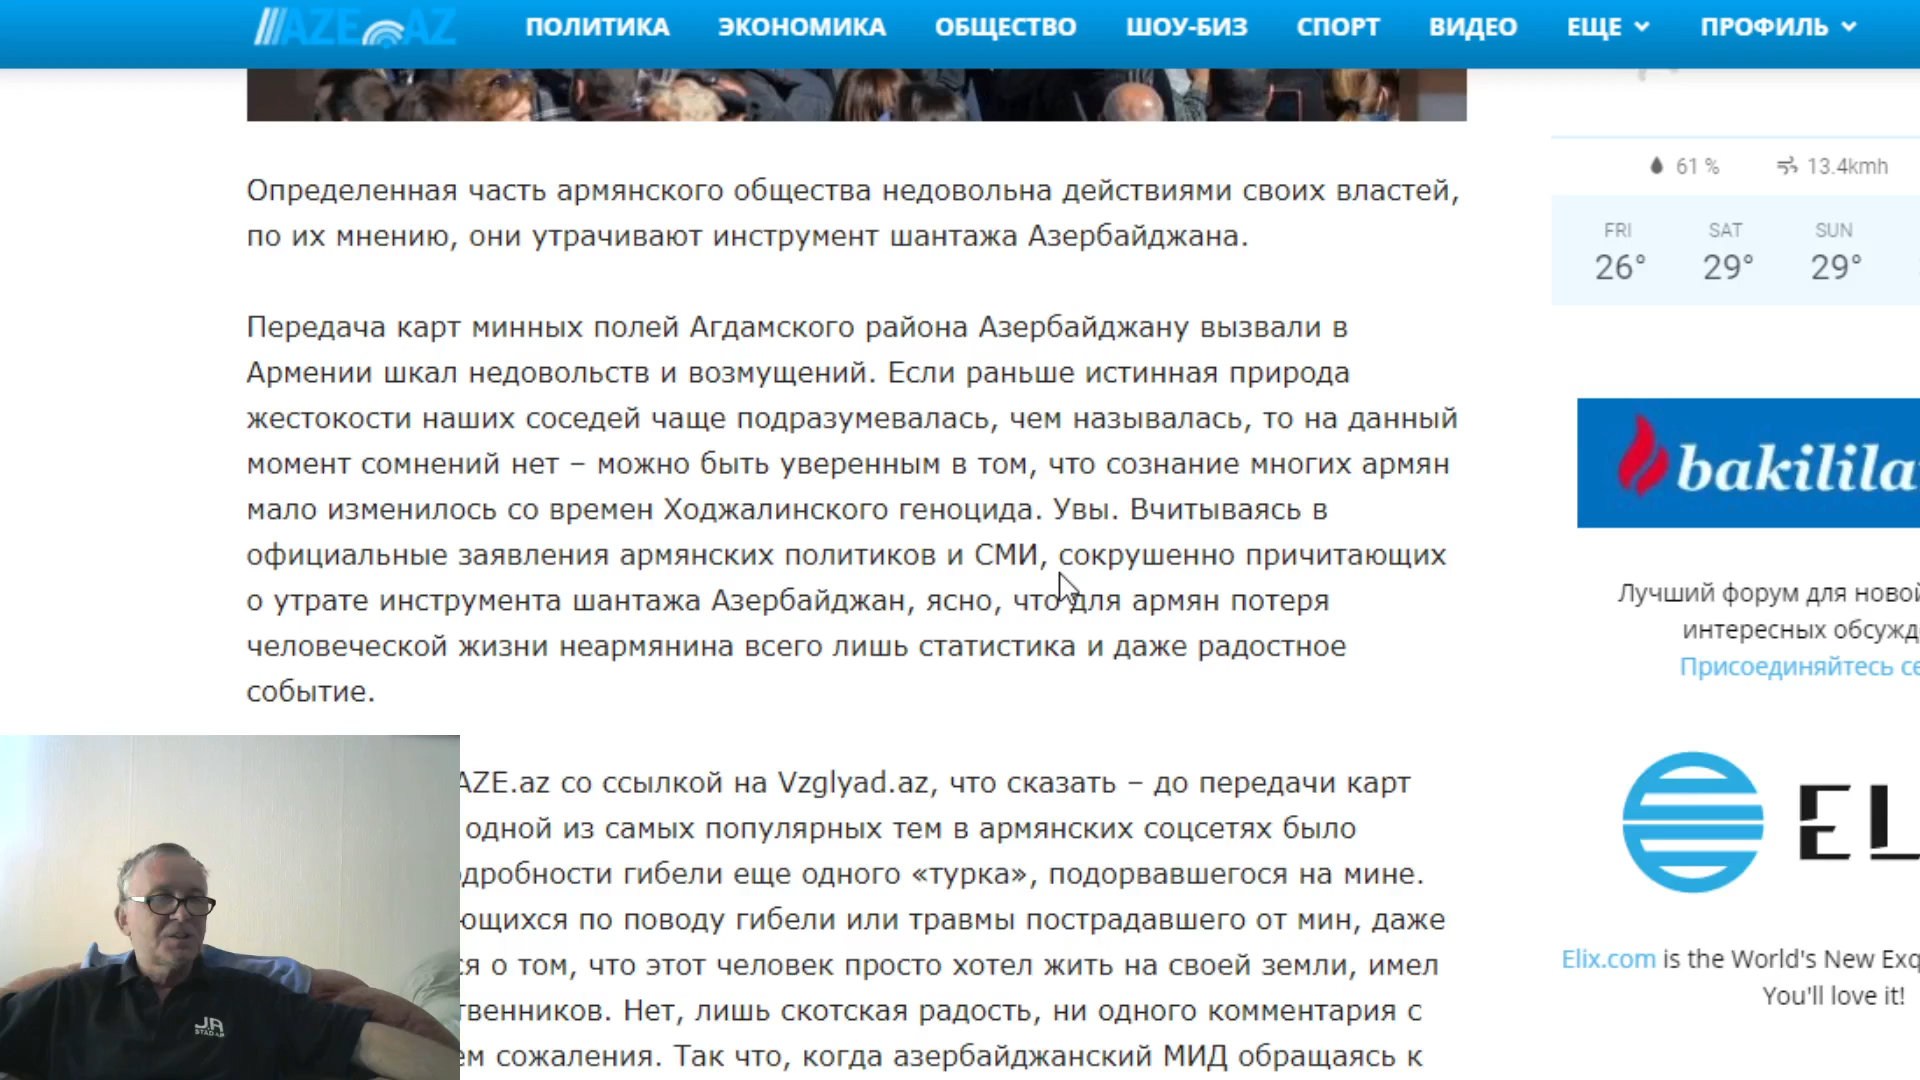 AZE.AZ ПОЛИТИКА ЭКОНОМИКА ОБЩЕСТВО ШОУ-БИЗ СПОРТ ВИДЕО ЕЩЕ ПРОФИЛЬ
61 % 13.4kmh
FRI SAT SUN
26° 29° 29°
Определенная часть армянского общества недовольна действиями своих властей,
по их мнению, они утрачивают инструмент шантажа Азербайджана.
Передача карт минных полей Агдамского района Азербайджану вызвали в
Армении шкал недовольств и возмущений. Если раньше истинная природа
жестокости наших соседей чаще подразумевалась, чем называлась, то на данный
момент сомнений нет – можно быть уверенным в том, что сознание многих армян
мало изменилось со времен Ходжалинского геноцида. Увы. Вчитываясь в
официальные заявления армянских политиков и СМИ, сокрушенно причитающих
о утрате инструмента шантажа Азербайджан, ясно, что для армян потеря
человеческой жизни неармянина всего лишь статистика и даже радостное
событие.
AZE.az со ссылкой на Vzglyad.az, что сказать – до передачи карт
одной из самых популярных тем в армянских соцсетях было
одробности гибели еще одного «турка», подорвавшегося на мине.
ющихся по поводу гибели или травмы пострадавшего от мин, даже
ся о том, что этот человек просто хотел жить на своей земли, имел
твенников. Нет, лишь скотская радость, ни одного комментария с
ем сожаления. Так что, когда азербайджанский МИД обращаясь к
bakilila
Лучший форум для новой
интересных обсужд
Присоединяйтесь се
EL
Elix.com is the World's New Exq
You'll love it!
JA